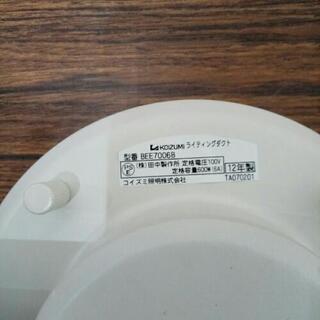 KOIZUMI ライティングダクト
型番 BEE70068
PS E (株)田中製作所 定格電圧100V
定格容量600W(6A)
12年製
コイズミ照明株式会社 TA070201